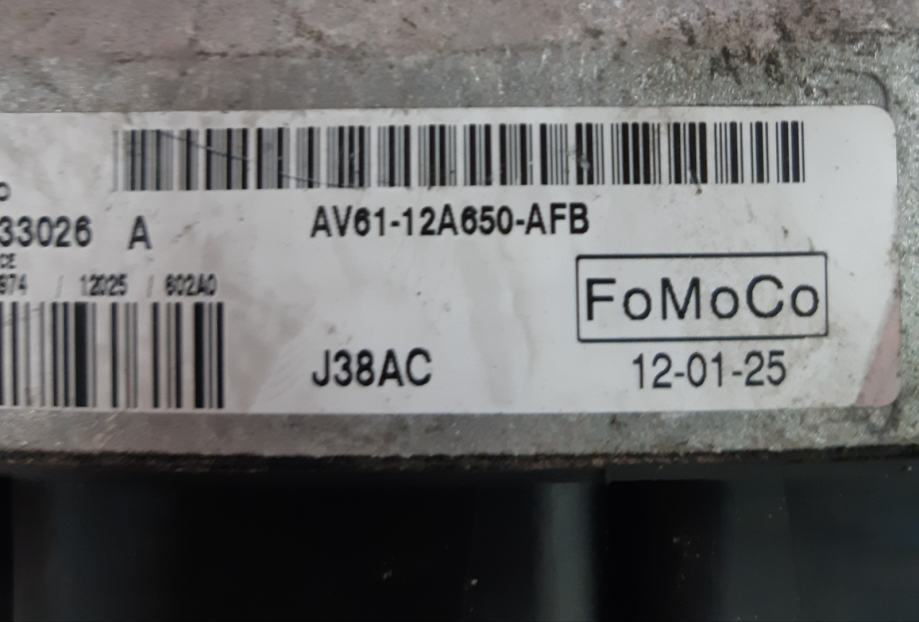 O
33026 A
AV61-12A650-AFB
CE
974 / 12025 / 602A0
FoMoCo
J38AC
12-01-25